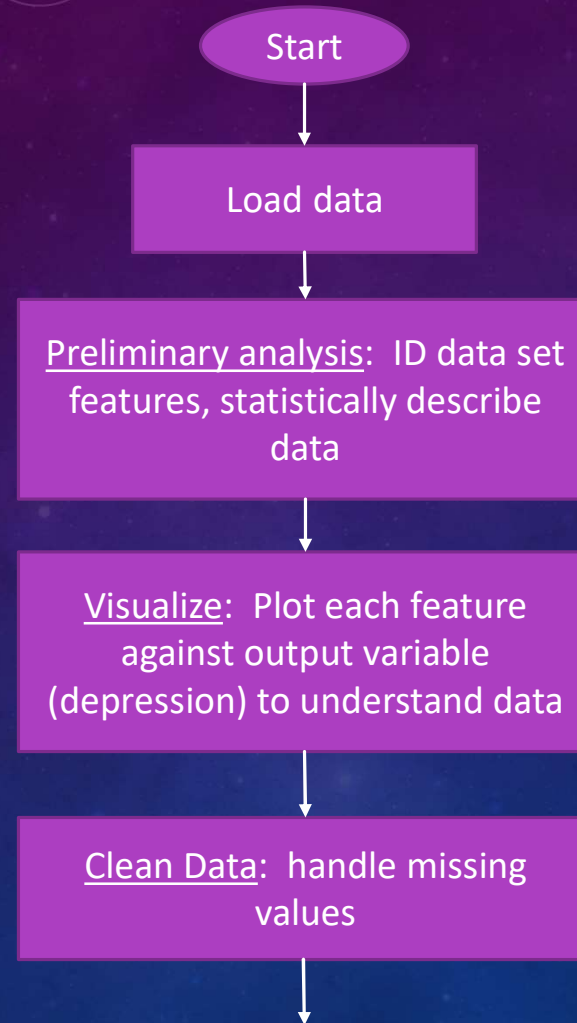 Start
Load data
Preliminary analysis:  ID data set
features, statistically describe
data
Visualize:  Plot each feature
against output variable
(depression) to understand data
Clean Data:  handle missing
values